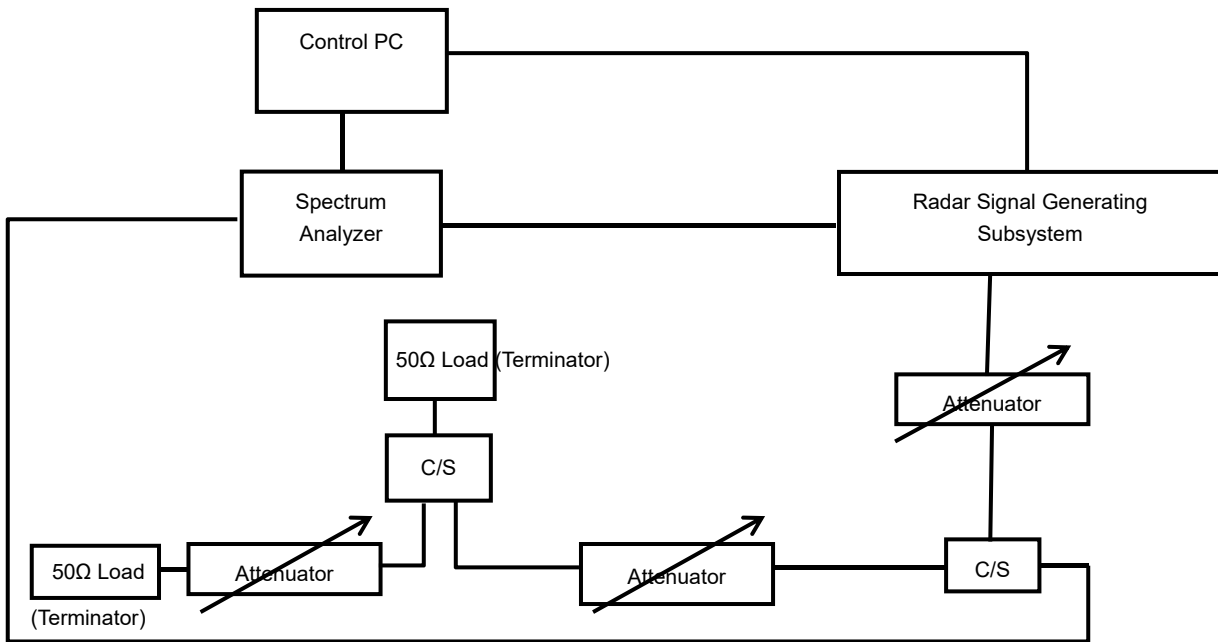 Control PC
Spectrum
Analyzer
Radar Signal Generating
Subsystem
50Ω Load (Terminator)
Attenuator
C/S
50Ω Load
(Terminator)
Attenuator
Attenuator
C/S